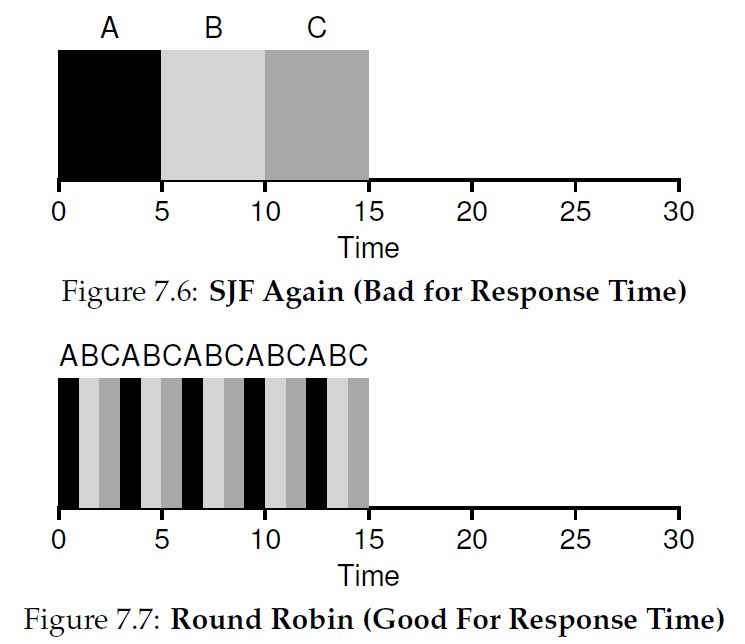 A B C
0 5 10 15 20 25 30
Time
Figure 7.6: SJF Again (Bad for Response Time)
ABCABCABCABCABC
0 5 10 15 20 25 30
Time
Figure 7.7: Round Robin (Good For Response Time)